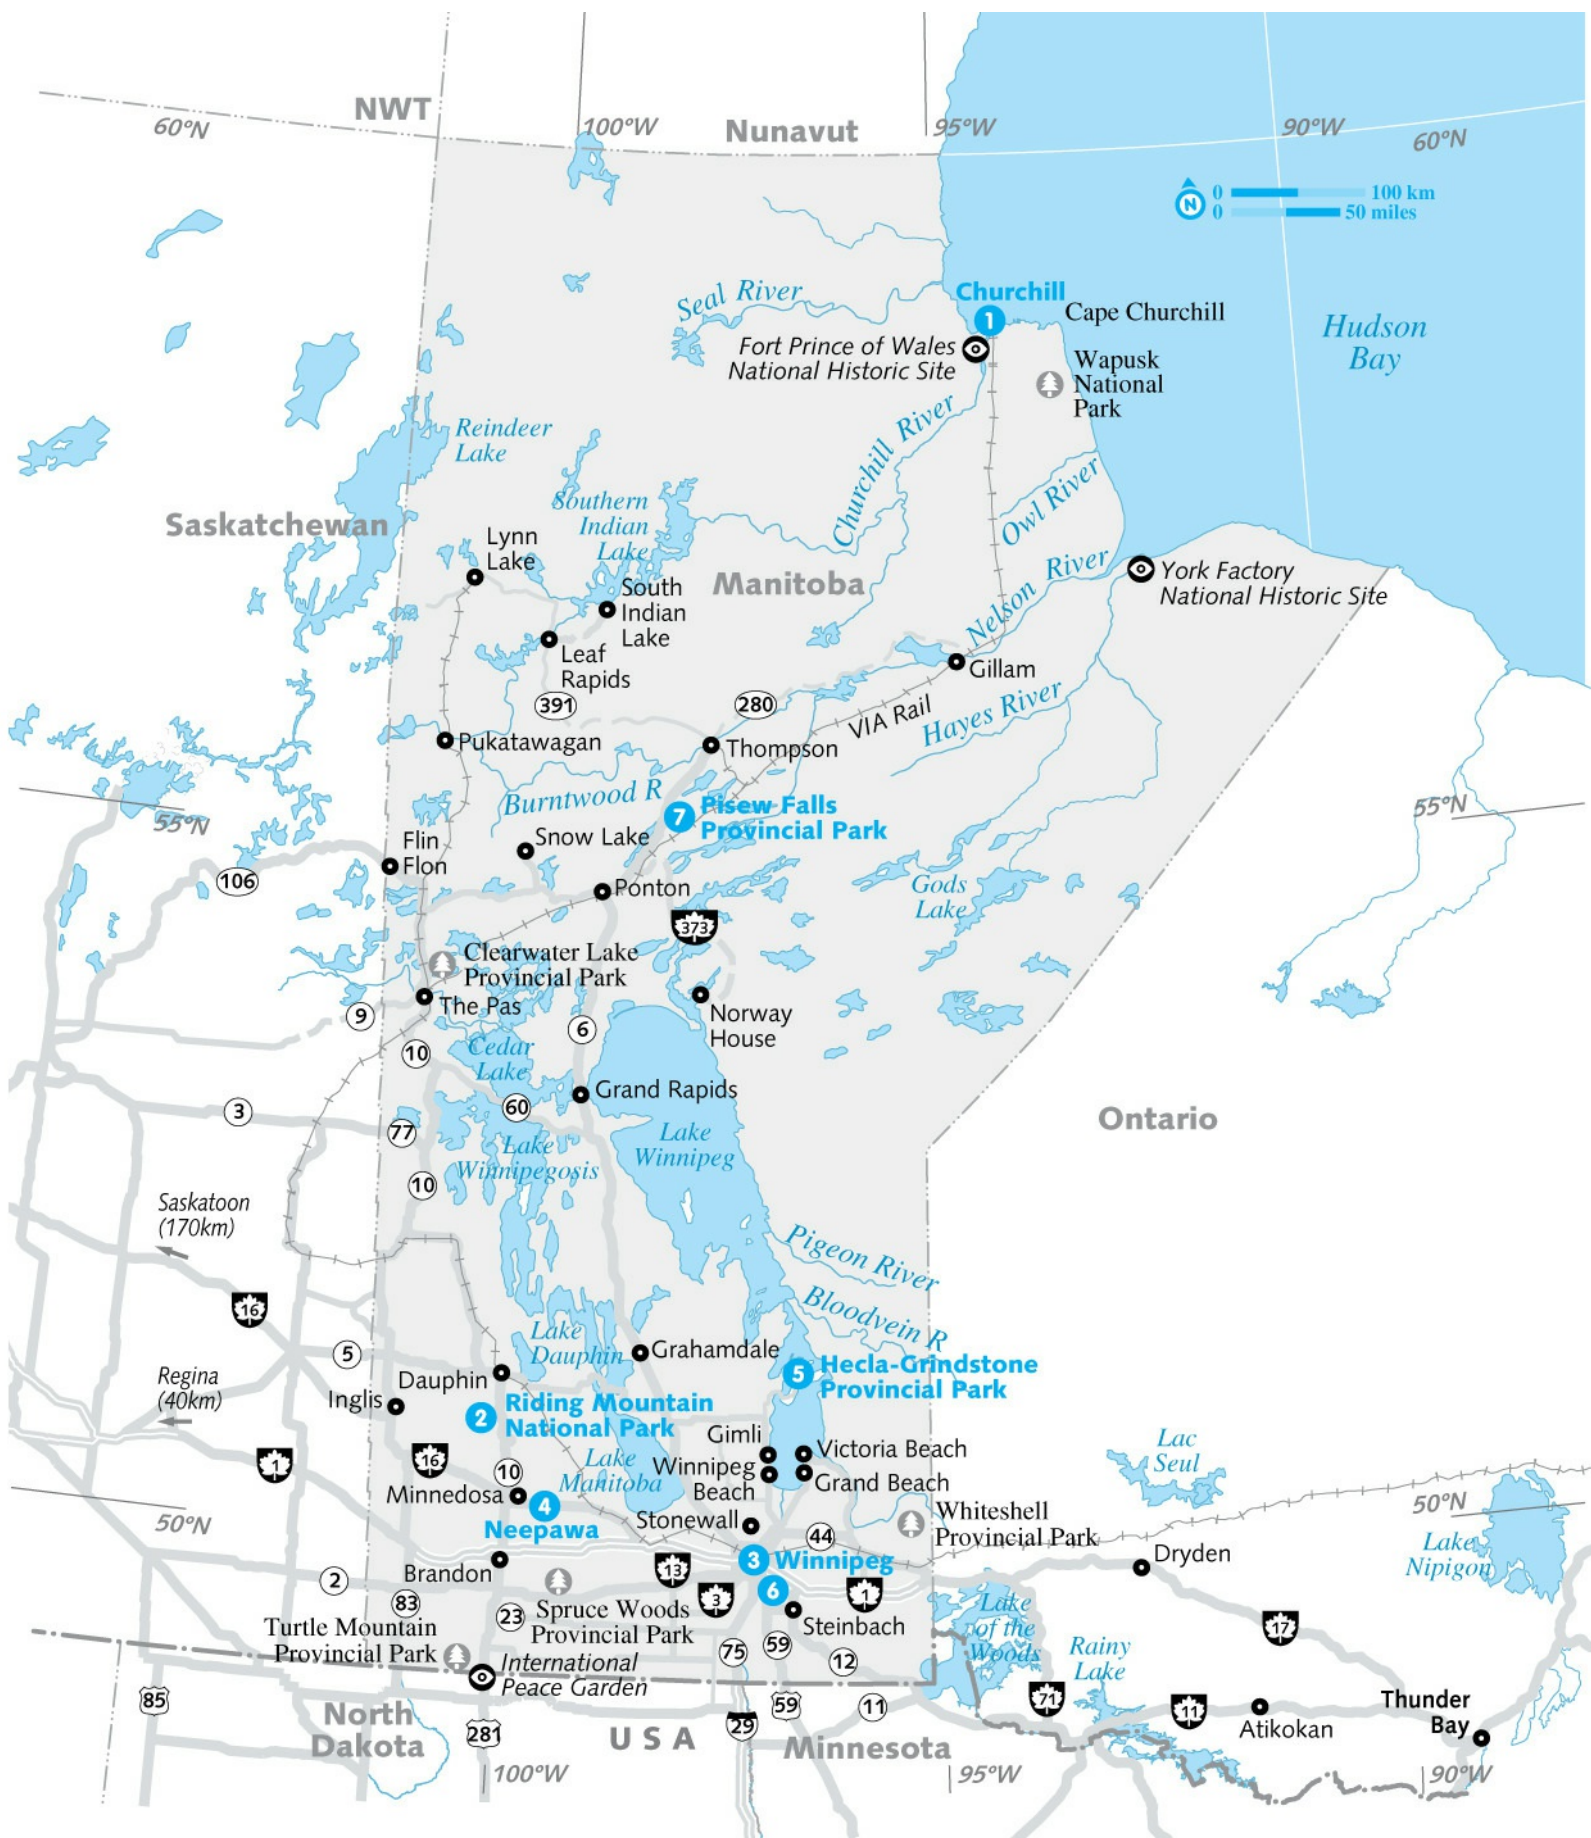 NWT
60°N
100°W
Nunavut
95°W
90°W
60°N
0
100 km
N
0
50 miles
Seal River
Churchill
1
Cape Churchill
Hudson
Bay
Fort Prince of Wales
National Historic Site
Wapusk
National
Park
Churchill River
Reindeer
Lake
Southern
Indian
Lake
Owl River
Saskatchewan
Lynn
Lake
Manitoba
South
Indian
Lake
Nelson River
York Factory
National Historic Site
Leaf
Rapids
Gillam
391
280
VIA Rail
Hayes River
Pukatawagan
Thompson
Burntwood R
7
Pisew Falls
Provincial Park
55°N
55°N
Flin
Flon
Snow Lake
106
Ponton
Gods
Lake
373
Clearwater Lake
Provincial Park
The Pas
9
Norway
House
6
10
Cedar
Lake
Grand Rapids
60
3
77
Lake
Winnipeg
Ontario
Lake
Winnipegosis
10
Saskatoon
(170km)
Pigeon River
16
Bloodvein R
5
Lake
Dauphin
Grahamdale
5
Hecla-Grindstone
Provincial Park
Dauphin
Regina
(40km)
Inglis
2
Riding Mountain
National Park
Gimli
Victoria Beach
Lac
Seul
1
16
10
Lake
Manitoba
Winnipeg
Beach
Grand Beach
Minnedosa
4
Neepawa
Stonewall
Whiteshell
Provincial Park
50°N
50°N
44
Lake
Nipigon
3
Winnipeg
Dryden
Brandon
13
2
83
6
3
1
Steinbach
23
Spruce Woods
Provincial Park
Lake
of the
Woods
17
Turtle Mountain
Provincial Park
75
59
12
Rainy
Lake
International
Peace Garden
85
North
Dakota
281
USA
29
59
11
Minnesota
71
11
Atikokan
Thunder
Bay
100°W
95°W
90°W